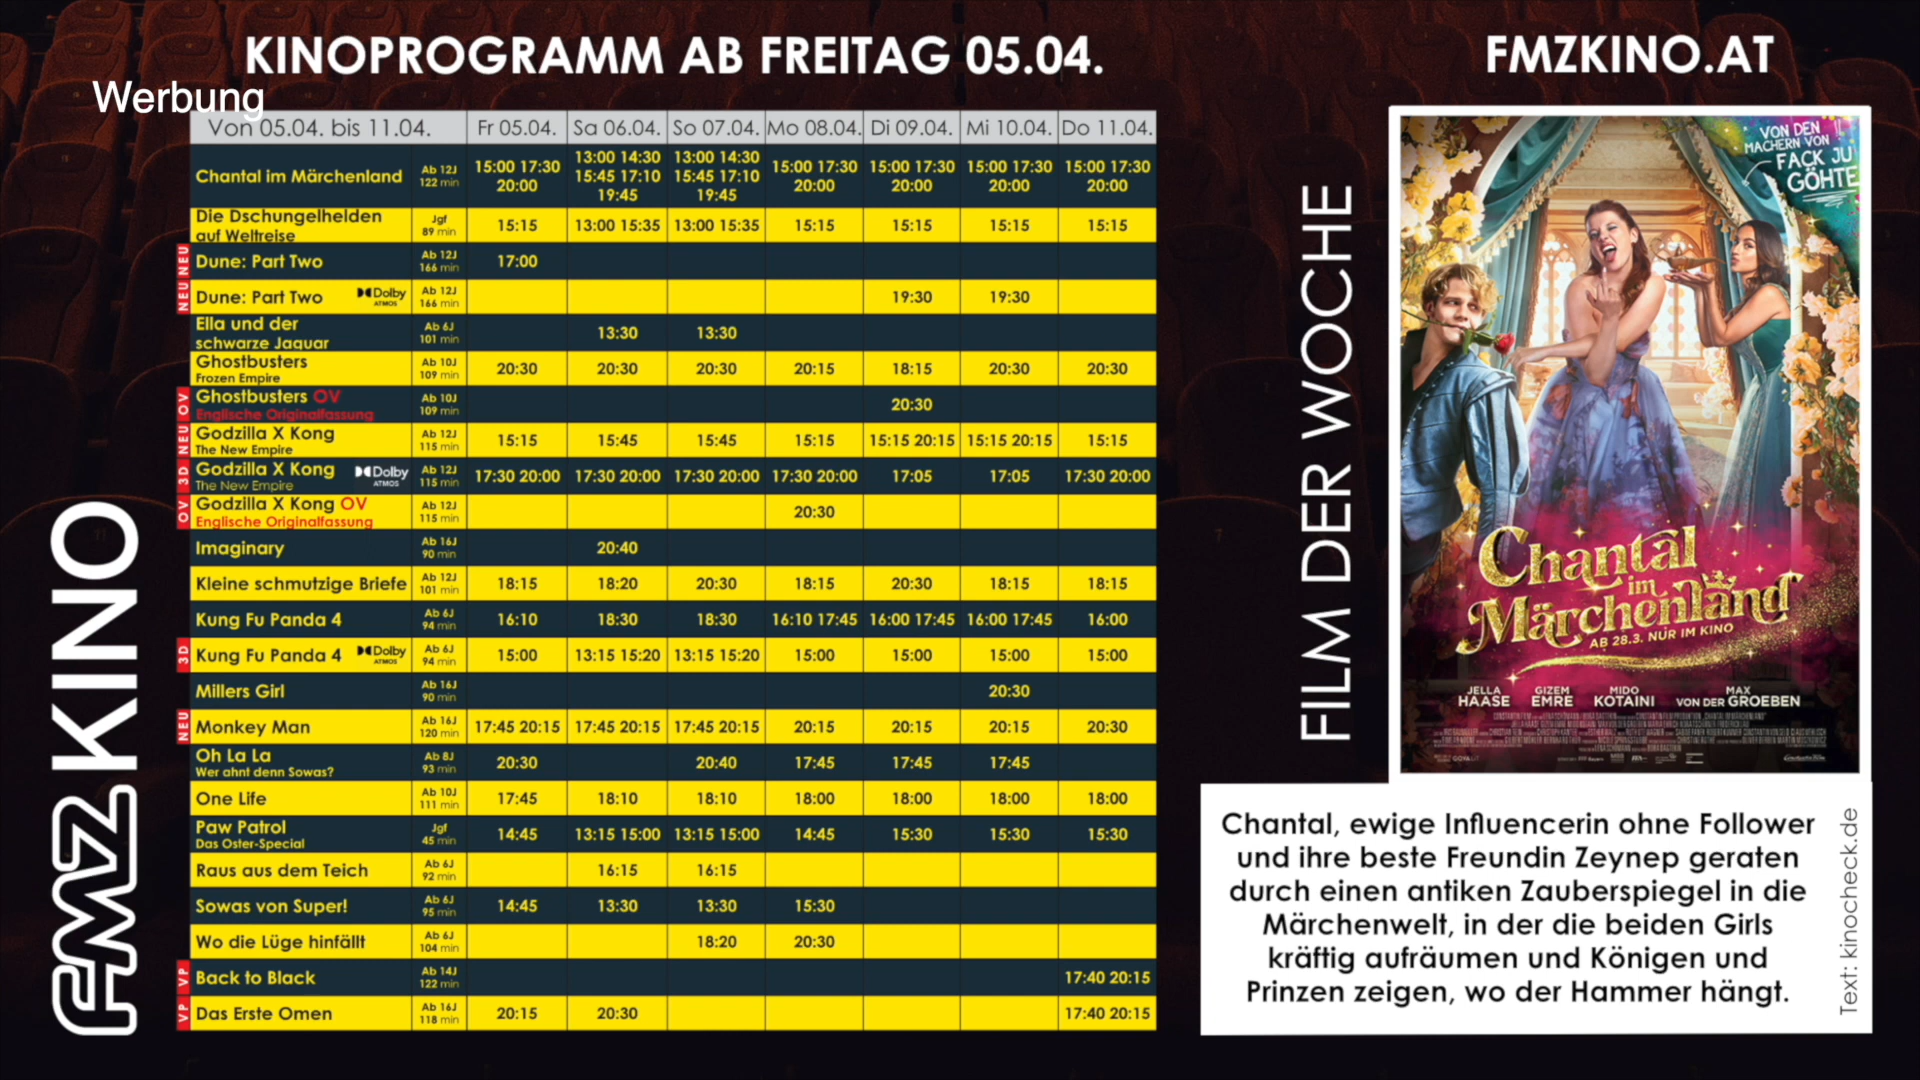 KINOPROGRAMM AB FREITAG 05.04.
FMZKINO.AT
Werbung
Von 05.04. bis 11.04. Fr 05.04. Sa 06.04. So 07.04. Mo 08.04. Di 09.04. Mi 10.04. Do 11.04.
Chantal im Märchenland Ab 12J 122 min 15:00 17:30 20:00 13:00 14:30 15:45 17:10 19:45 13:00 14:30 15:45 17:10 19:45 15:00 17:30 20:00 15:00 17:30 20:00 15:00 17:30 20:00 15:00 17:30 20:00
Die Dschungelhelden auf Weltreise Jgf 89 min 15:15 13:00 15:35 13:00 15:35 15:15 15:15 15:15 15:15
NEU Dune: Part Two Ab 12J 166 min 17:00
NEU Dune: Part Two Dolby ATMOS Ab 12J 166 min 19:30 19:30
Ella und der schwarze Jaguar Ab 6J 101 min 13:30 13:30
Ghostbusters Frozen Empire Ab 10J 109 min 20:30 20:30 20:30 20:15 18:15 20:30 20:30
OV Ghostbusters OV Englische Originalfassung Ab 10J 109 min 20:30
NEU Godzilla X Kong The New Empire Ab 12J 115 min 15:15 15:45 15:45 15:15 15:15 20:15 15:15 20:15 15:15
3D Godzilla X Kong The New Empire Dolby ATMOS Ab 12J 115 min 17:30 20:00 17:30 20:00 17:30 20:00 17:30 20:00 17:05 17:05 17:30 20:00
OV Godzilla X Kong OV Englische Originalfassung Ab 12J 115 min 20:30
Imaginary Ab 16J 90 min 20:40
Kleine schmutzige Briefe Ab 12J 101 min 18:15 18:20 20:30 18:15 20:30 18:15 18:15
Kung Fu Panda 4 Ab 6J 94 min 16:10 18:30 18:30 16:10 17:45 16:00 17:45 16:00 17:45 16:00
3D Kung Fu Panda 4 Dolby ATMOS Ab 6J 94 min 15:00 13:15 15:20 13:15 15:20 15:00 15:00 15:00 15:00
Millers Girl Ab 16J 90 min 20:30
NEU Monkey Man Ab 16J 120 min 17:45 20:15 17:45 20:15 17:45 20:15 20:15 20:15 20:15 20:30
Oh La La Wer ahnt denn Sowas? Ab 8J 93 min 20:30 20:40 17:45 17:45 17:45
One Life Ab 10J 111 min 17:45 18:10 18:10 18:00 18:00 18:00 18:00
Paw Patrol Das Oster-Special Jgf 45 min 14:45 13:15 15:00 13:15 15:00 14:45 15:30 15:30 15:30
Raus aus dem Teich Ab 6J 92 min 16:15 16:15
Sowas von Super! Ab 6J 95 min 14:45 13:30 13:30 15:30
Wo die Lüge hinfällt Ab 6J 104 min 18:20 20:30
VP Back to Black Ab 14J 122 min 17:40 20:15
VP Das Erste Omen Ab 16J 118 min 20:15 20:30 17:40 20:15
FMZ KINO
FILM DER WOCHE
VON DEN
MACHERN VON
FACK JU
GÖHTE
Chantal
im
Märchenland
AB 28.3. NUR IM KINO
JELLA HAASE GIZEM EMRE MIDO KOTAINI MAX VON DER GROEBEN
Chantal, ewige Influencerin ohne Follower
und ihre beste Freundin Zeynep geraten
durch einen antiken Zauberspiegel in die
Märchenwelt, in der die beiden Girls
kräftig aufräumen und Königen und
Prinzen zeigen, wo der Hammer hängt.
Text: kinocheck.de